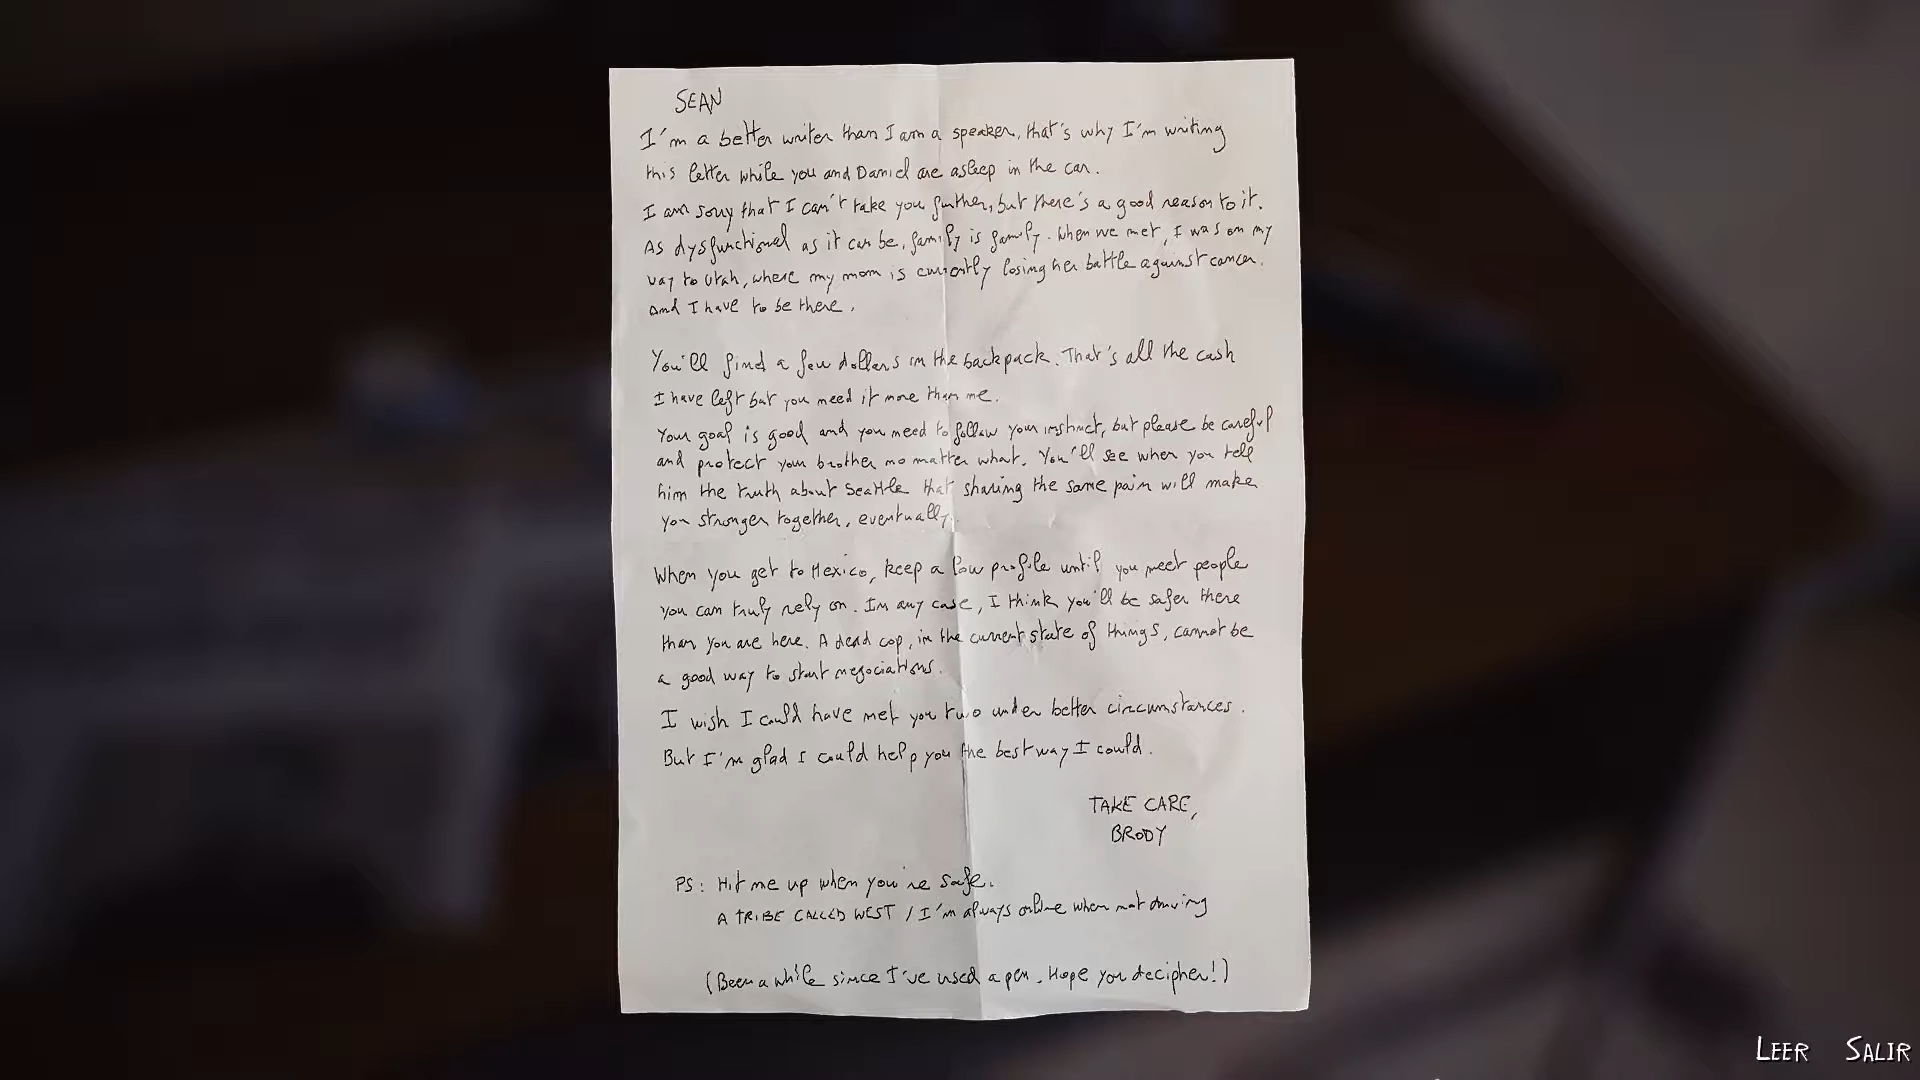 SEAN
I'm a better writer than I am a speaker, that's why I'm writing
this letter while you and Daniel are asleep in the car.
I am sorry that I can't take you further, but there's a good reason to it.
As dysfunctional as it can be, family is family. When we met, I was on my
way to Utah, where my mom is currently losing her battle against cancer.
And I have to be there.
You'll find a few dollars in the backpack. That's all the cash
I have left but you need it more than me.
Your goal is good and you need to follow your instinct, but please be careful
and protect your brother no matter what. You'll see when you tell
him the truth about Seattle that sharing the same pain will make
you stronger together, eventually.
When you get to Mexico, keep a low profile until you meet people
you can truly rely on. In any case, I think you'll be safer there
than you are here. A dead cop, in the current state of things, cannot be
a good way to start negociations.
I wish I could have met you two under better circumstances.
But I'm glad I could help you the best way I could.
TAKE CARE,
BRODY
PS: Hit me up when you're safe.
A TRIBE CALLED WEST / I'm always online when not driving
(Been a while since I've used a pen. Hope you decipher!)
LEER SALIR